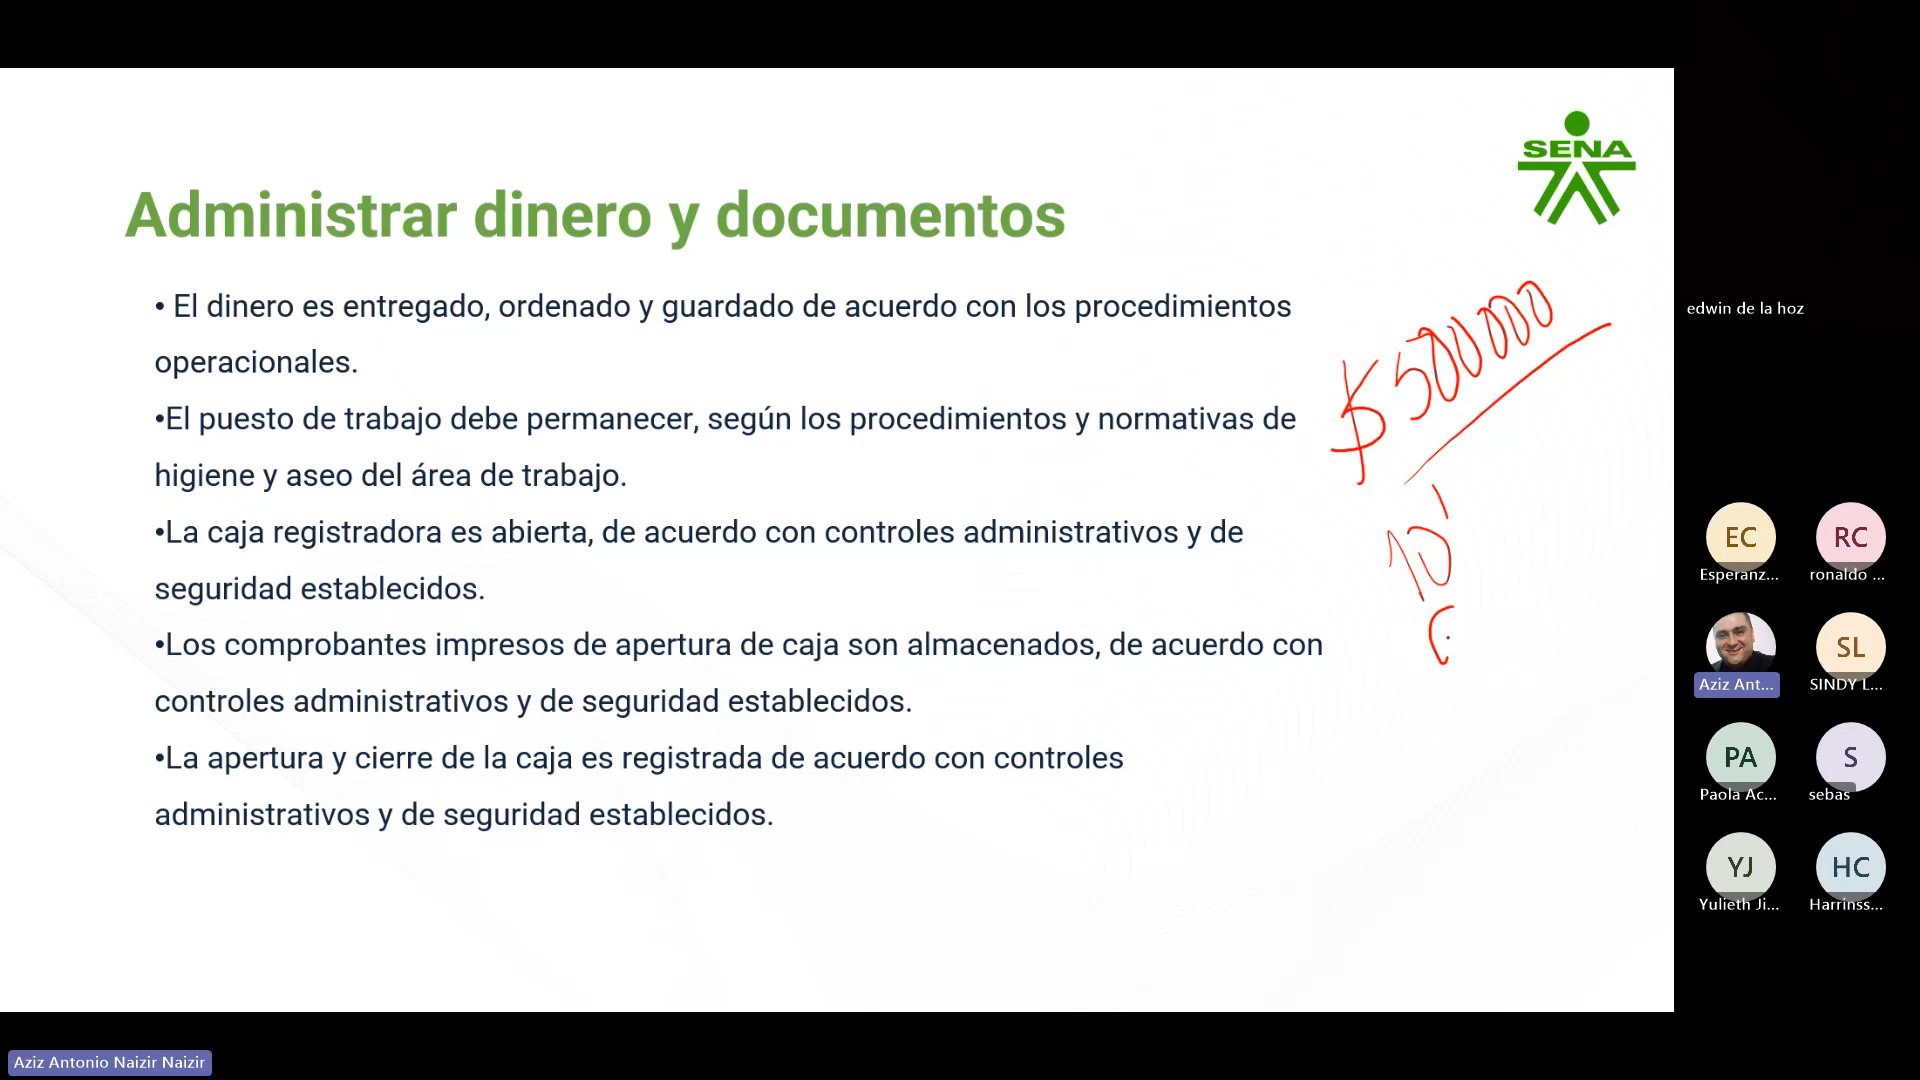 SENA
Administrar dinero y documentos
• El dinero es entregado, ordenado y guardado de acuerdo con los procedimientos
operacionales.
•El puesto de trabajo debe permanecer, según los procedimientos y normativas de
higiene y aseo del área de trabajo.
•La caja registradora es abierta, de acuerdo con controles administrativos y de
seguridad establecidos.
•Los comprobantes impresos de apertura de caja son almacenados, de acuerdo con
controles administrativos y de seguridad establecidos.
•La apertura y cierre de la caja es registrada de acuerdo con controles
administrativos y de seguridad establecidos.
$500000
10'
edwin de la hoz
EC
RC
Esperanz...
ronaldo ...
SL
Aziz Ant...
SINDY L...
PA
S
Paola Ac...
sebas
YJ
HC
Yulieth Ji...
Harrinss...
Aziz Antonio Naizir Naizir